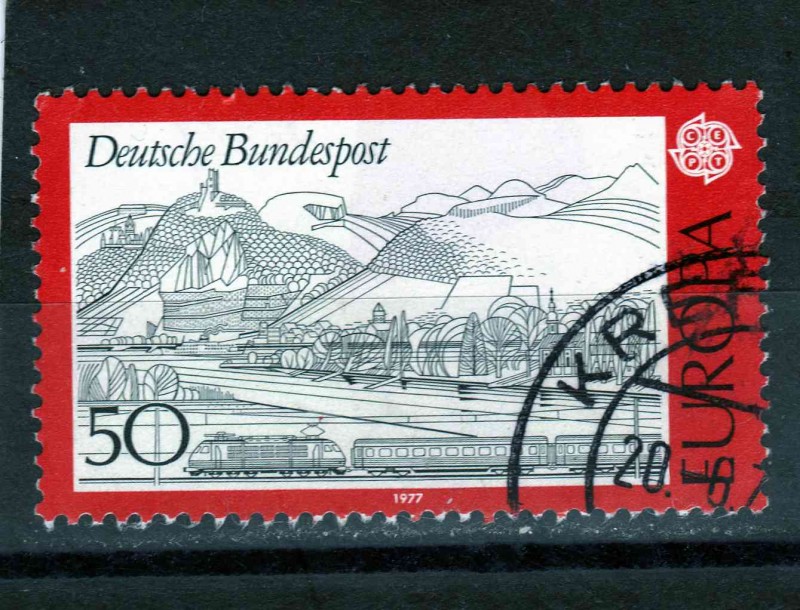 Deutsche Bundespost
CEPT
EUROPA
50
1977
KR
20.